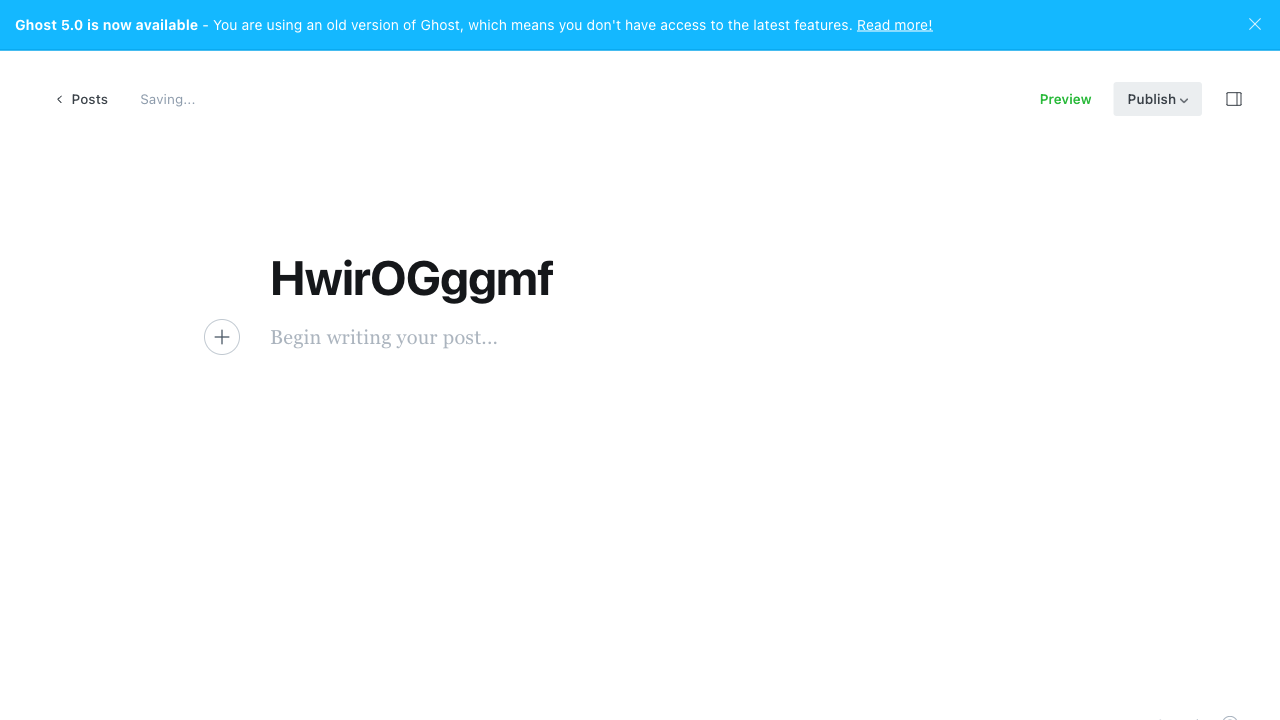 Ghost 5.0 is now available - You are using an old version of Ghost, which means you don't have access to the latest features. Read more!
Posts
Saving...
Preview
Publish
HwirOGggmf
Begin writing your post...